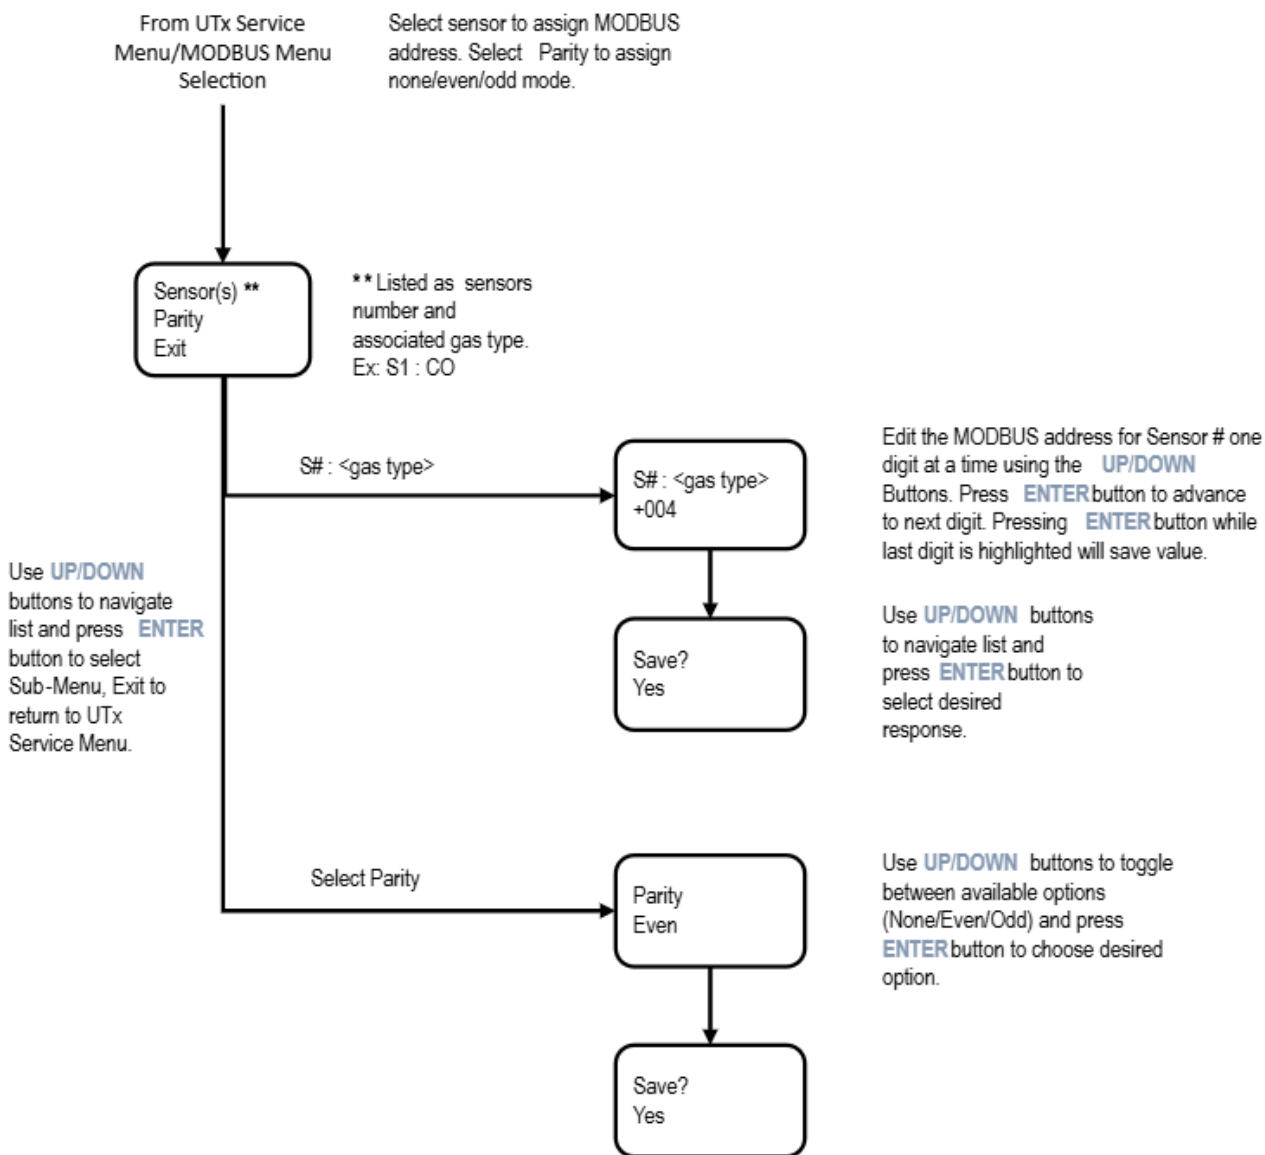 From UTx Service
Menu/MODBUS Menu
Selection
Select sensor to assign MODBUS
address. Select Parity to assign
none/even/odd mode.
Sensor(s) **
Parity
Exit
** Listed as sensors
number and
associated gas type.
Ex: S1 : CO
S# : <gas type>
S# : <gas type>
+004
Edit the MODBUS address for Sensor # one
digit at a time using the UP/DOWN
Buttons. Press ENTER button to advance
to next digit. Pressing ENTER button while
last digit is highlighted will save value.
Use UP/DOWN
buttons to navigate
list and press ENTER
button to select
Sub-Menu, Exit to
return to UTx
Service Menu.
Save?
Yes
Use UP/DOWN buttons
to navigate list and
press ENTER button to
select desired
response.
Select Parity
Parity
Even
Use UP/DOWN buttons to toggle
between available options
(None/Even/Odd) and press
ENTER button to choose desired
option.
Save?
Yes